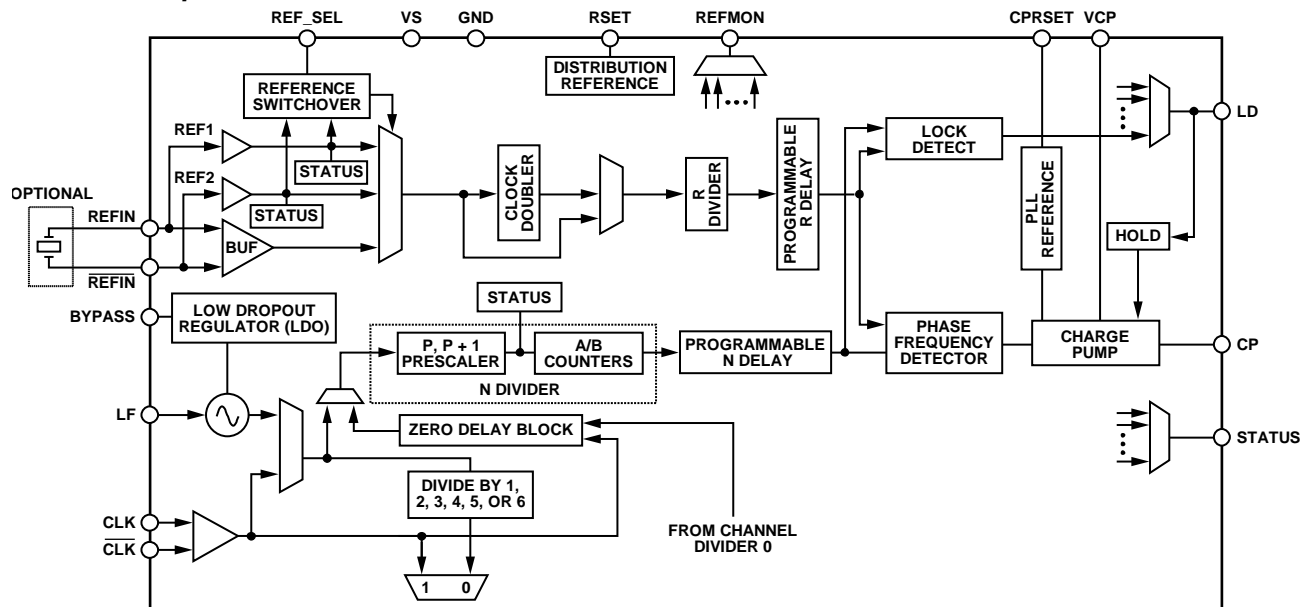 REF_SEL
VS
GND
RSET
REFMON
CPRSET
VCP
REFERENCE
SWITCHOVER
DISTRIBUTION
REFERENCE
REF1
STATUS
REF2
STATUS
OPTIONAL
REFIN
REFIN
BUF
CLOCK
DOUBLER
R
DIVIDER
PROGRAMMABLE
R DELAY
LOCK
DETECT
LD
PLL
REFERENCE
HOLD
BYPASS
LOW DROPOUT
REGULATOR (LDO)
STATUS
P, P + 1
PRESCALER
A/B
COUNTERS
N DIVIDER
PROGRAMMABLE
N DELAY
PHASE
FREQUENCY
DETECTOR
CHARGE
PUMP
CP
LF
ZERO DELAY BLOCK
STATUS
DIVIDE BY 1,
2, 3, 4, 5, OR 6
CLK
CLK
FROM CHANNEL
DIVIDER 0
1 0